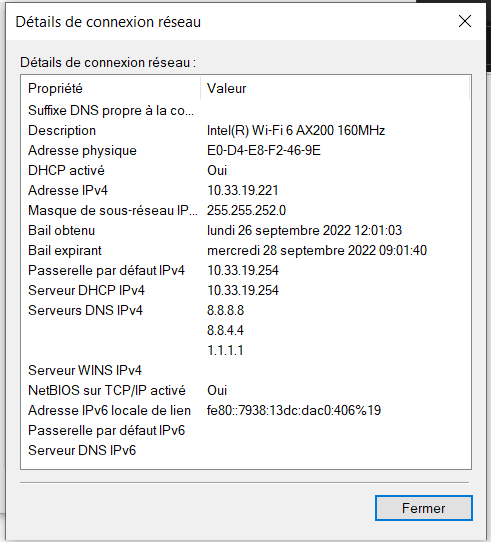 Détails de connexion réseau
Détails de connexion réseau :
Propriété Valeur
Suffixe DNS propre à la co...
Description Intel(R) Wi-Fi 6 AX200 160MHz
Adresse physique E0-D4-E8-F2-46-9E
DHCP activé Oui
Adresse IPv4 10.33.19.221
Masque de sous-réseau IP... 255.255.252.0
Bail obtenu lundi 26 septembre 2022 12:01:03
Bail expirant mercredi 28 septembre 2022 09:01:40
Passerelle par défaut IPv4 10.33.19.254
Serveur DHCP IPv4 10.33.19.254
Serveurs DNS IPv4 8.8.8.8
8.8.4.4
1.1.1.1
Serveur WINS IPv4
NetBIOS sur TCP/IP activé Oui
Adresse IPv6 locale de lien fe80::7938:13dc:dac0:406%19
Passerelle par défaut IPv6
Serveur DNS IPv6
Fermer